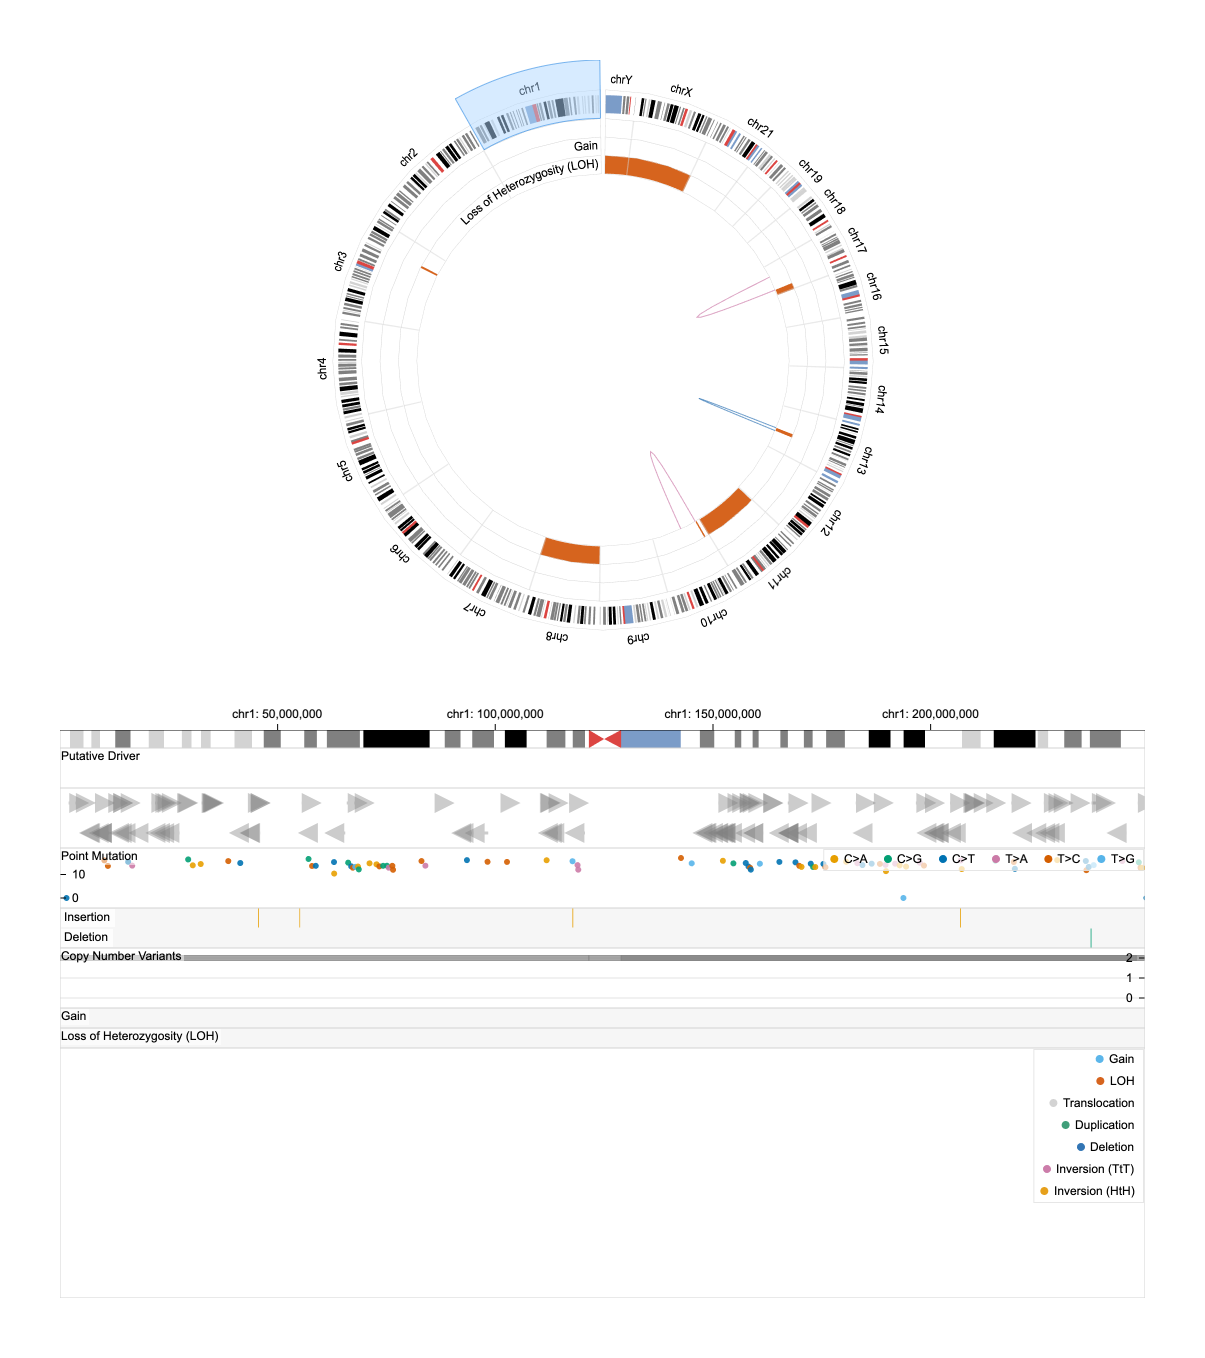 chr1
chrY
chrX
chr21
chr19
chr18
chr17
chr16
chr15
chr14
chr13
chr12
chr11
chr10
chr9
chr8
chr7
chr6
chr5
chr4
chr3
chr2
Gain
Loss of Heterozygosity (LOH)
chr1: 50,000,000 chr1: 100,000,000 chr1: 150,000,000 chr1: 200,000,000
Putative Driver
Point Mutation
C>A C>G C>T T>A T>C T>G
10
0
Insertion
Deletion
Copy Number Variants
2
1
0
Gain
Loss of Heterozygosity (LOH)
Gain
LOH
Translocation
Duplication
Deletion
Inversion (TtT)
Inversion (HtH)